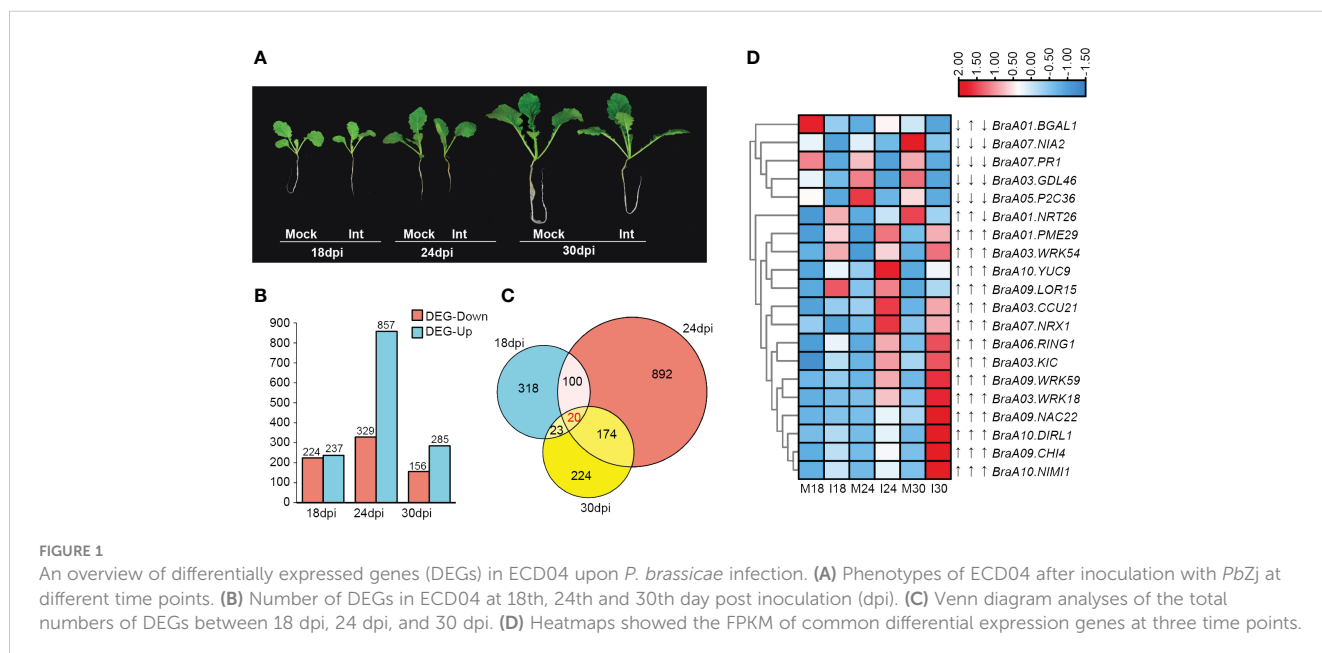 A
Mock Int Mock Int Mock Int
18dpi 24dpi 30dpi
B
DEG-Down
DEG-Up
900
800
700
600
500
400
300
200
100
0
224 237 329 857 156 285
18dpi 24dpi 30dpi
C
18dpi
24dpi
318 100 892
20
23 174
224
30dpi
D
2.00 1.50 1.00 0.50 0.00 -0.50 -1.00 -1.50
↓ ↑ ↓ BraA01.BGAL1
↓ ↓ ↓ BraA07.NIA2
↓ ↓ ↓ BraA07.PR1
↓ ↓ ↓ BraA03.GDL46
↓ ↓ ↓ BraA05.P2C36
↑ ↑ ↓ BraA01.NRT26
↑ ↑ ↑ BraA01.PME29
↑ ↑ ↑ BraA03.WRK54
↑ ↑ ↑ BraA10.YUC9
↑ ↑ ↑ BraA09.LOR15
↑ ↑ ↑ BraA03.CCU21
↑ ↑ ↑ BraA07.NRX1
↑ ↑ ↑ BraA06.RING1
↑ ↑ ↑ BraA03.KIC
↑ ↑ ↑ BraA09.WRK59
↑ ↑ ↑ BraA03.WRK18
↑ ↑ ↑ BraA09.NAC22
↑ ↑ ↑ BraA10.DIRL1
↑ ↑ ↑ BraA09.CHI4
↑ ↑ ↑ BraA10.NIMI1
M18 I18 M24 I24 M30 I30
FIGURE 1
An overview of differentially expressed genes (DEGs) in ECD04 upon P. brassicae infection. (A) Phenotypes of ECD04 after inoculation with PbZj at
different time points. (B) Number of DEGs in ECD04 at 18th, 24th and 30th day post inoculation (dpi). (C) Venn diagram analyses of the total
numbers of DEGs between 18 dpi, 24 dpi, and 30 dpi. (D) Heatmaps showed the FPKM of common differential expression genes at three time points.